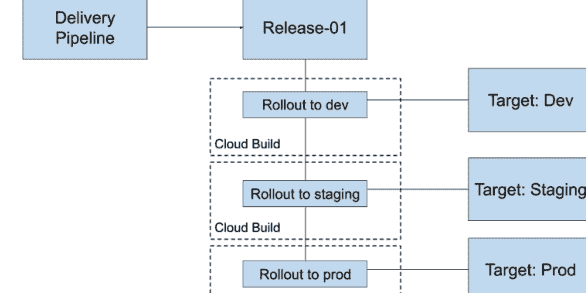 Delivery
Pipeline
Release-01
Rollout to dev
Target: Dev
Cloud Build
Rollout to staging
Target: Staging
Cloud Build
Rollout to prod
Target: Prod